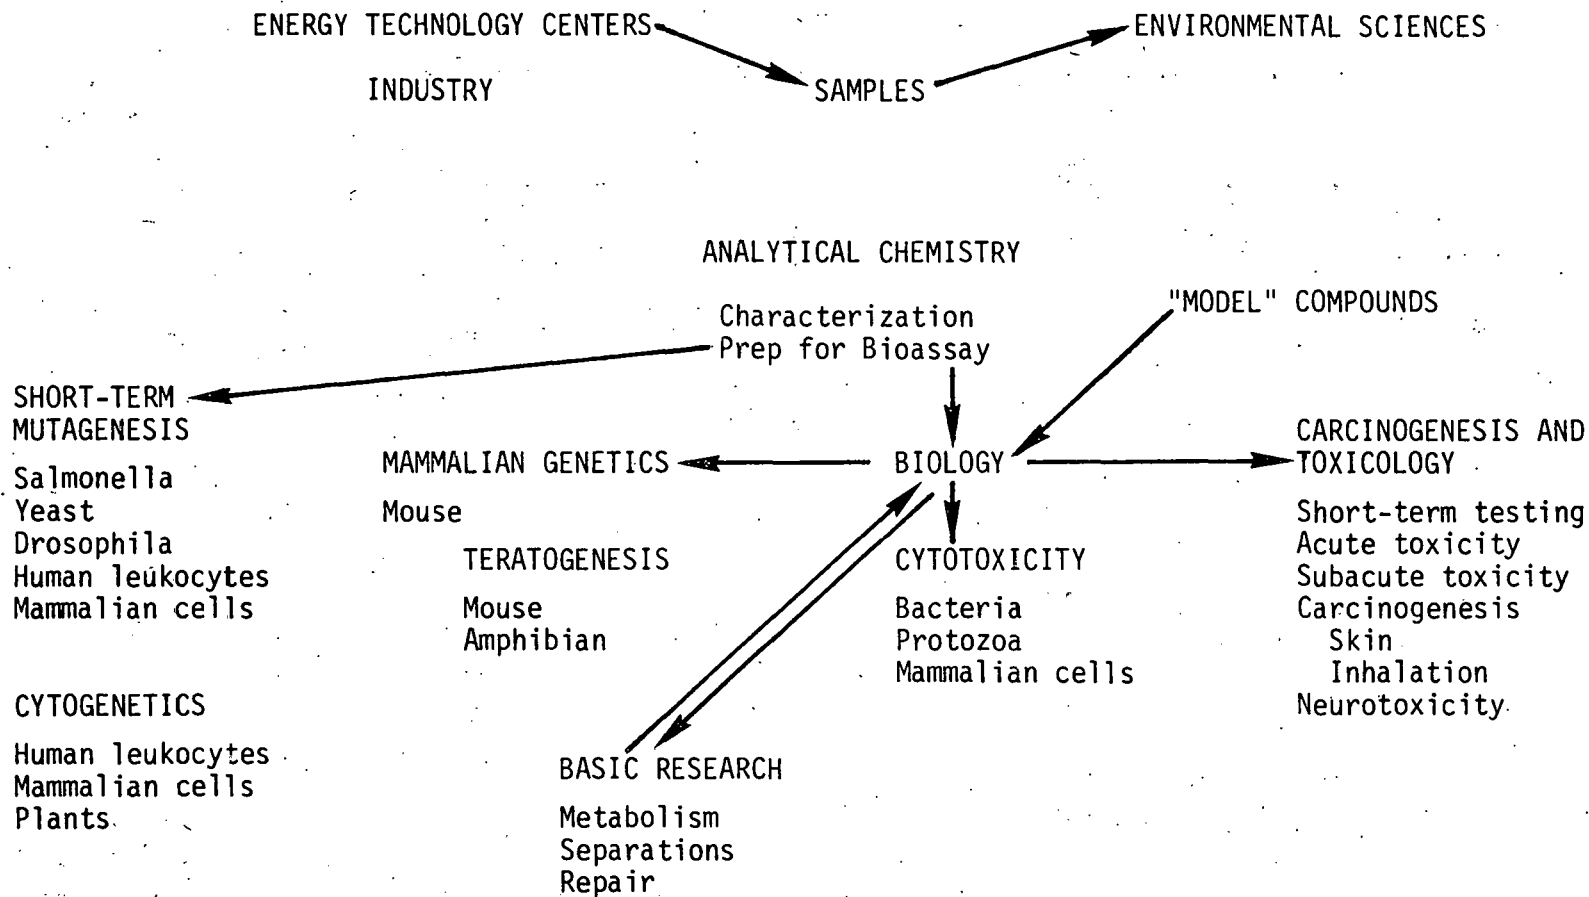 ENERGY TECHNOLOGY CENTERS
ENVIRONMENTAL SCIENCES
INDUSTRY
SAMPLES
ANALYTICAL CHEMISTRY
Characterization
Prep for Bioassay
"MODEL" COMPOUNDS
SHORT-TERM
MUTAGENESIS
Salmonella
Yeast
Drosophila
Human leukocytes
Mammalian cells
CYTOGENETICS
Human leukocytes
Mammalian cells
Plants
MAMMALIAN GENETICS
Mouse
TERATOGENESIS
Mouse
Amphibian
BIOLOGY
CYTOTOXICITY
Bacteria
Protozoa
Mammalian cells
BASIC RESEARCH
Metabolism
Separations
Repair
CARCINOGENESIS AND
TOXICOLOGY
Short-term testing
Acute toxicity
Subacute toxicity
Carcinogenesis
Skin
Inhalation
Neurotoxicity